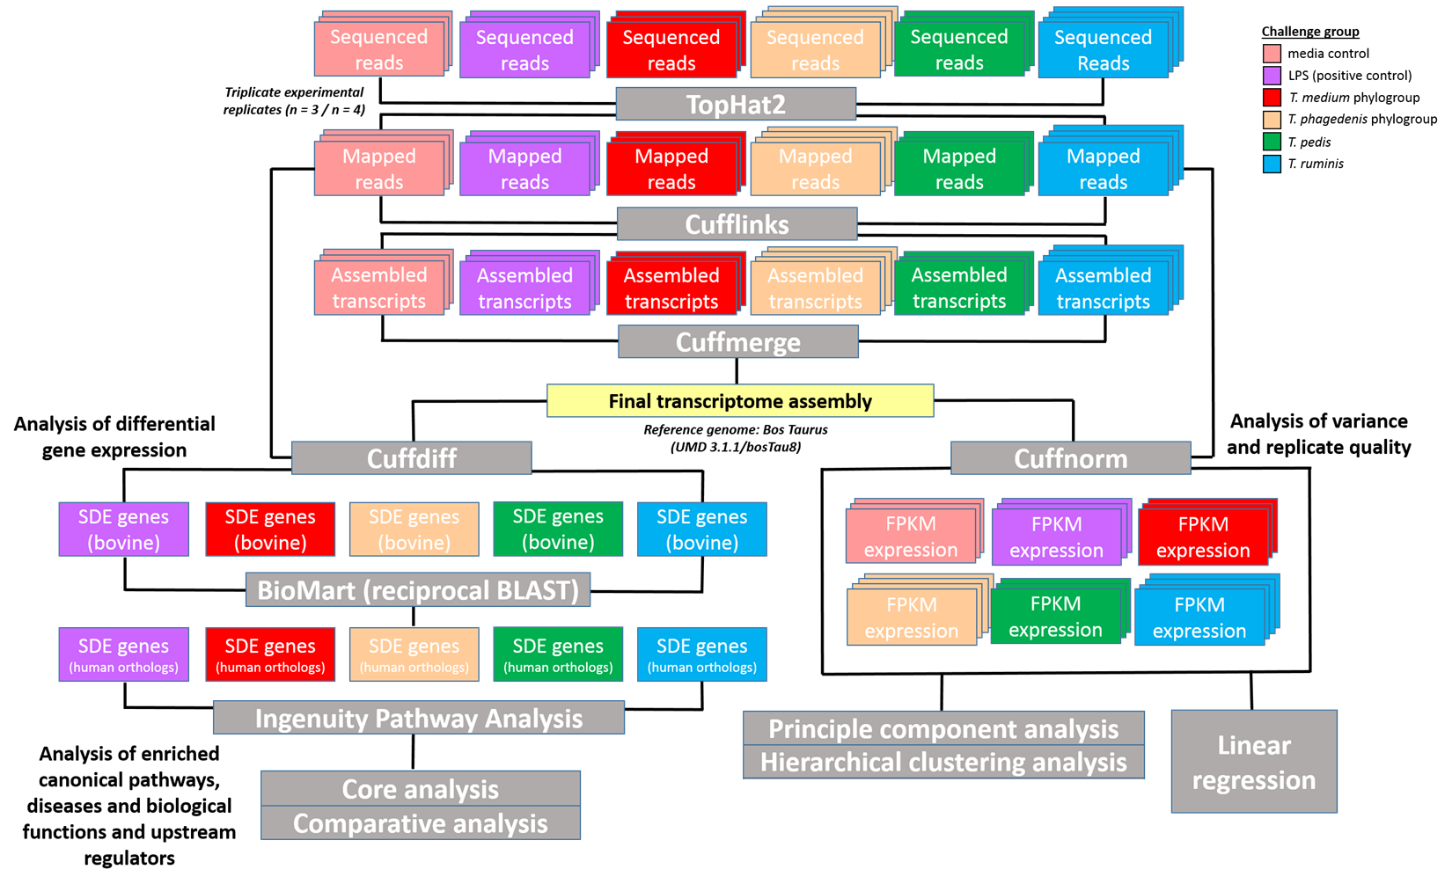 Sequenced reads
Sequenced reads
Sequenced reads
Sequenced reads
Sequenced reads
Sequenced Reads
Challenge group
media control
LPS (positive control)
T. medium phylogroup
T. phagedenis phylogroup
T. pedis
T. ruminis
Triplicate experimental
replicates (n = 3 / n = 4)
TopHat2
Mapped reads
Mapped reads
Mapped reads
Mapped reads
Mapped reads
Mapped reads
Cufflinks
Assembled transcripts
Assembled transcripts
Assembled transcripts
Assembled transcripts
Assembled transcripts
Assembled transcripts
Cuffmerge
Final transcriptome assembly
Reference genome: Bos Taurus
(UMD 3.1.1/bosTau8)
Analysis of differential
gene expression
Cuffdiff
Cuffnorm
Analysis of variance
and replicate quality
SDE genes (bovine)
SDE genes (bovine)
SDE genes (bovine)
SDE genes (bovine)
SDE genes (bovine)
FPKM expression
FPKM expression
FPKM expression
BioMart (reciprocal BLAST)
FPKM expression
FPKM expression
FPKM expression
SDE genes (human orthologs)
SDE genes (human orthologs)
SDE genes (human orthologs)
SDE genes (human orthologs)
SDE genes (human orthologs)
Ingenuity Pathway Analysis
Principle component analysis
Hierarchical clustering analysis
Linear
regression
Analysis of enriched
canonical pathways,
diseases and biological
functions and upstream
regulators
Core analysis
Comparative analysis